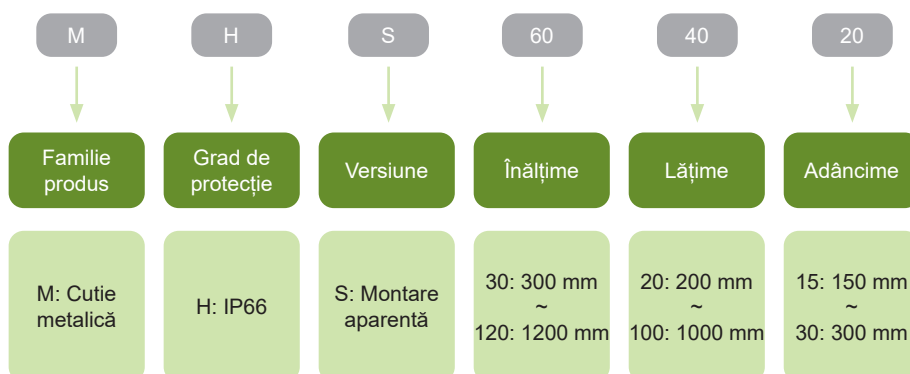 M H S 60 40 20
Familie produs
Grad de protecție
Versiune
Înălțime
Lățime
Adâncime
M: Cutie metalică
H: IP66
S: Montare aparentă
30: 300 mm
~
120: 1200 mm
20: 200 mm
~
100: 1000 mm
15: 150 mm
~
30: 300 mm